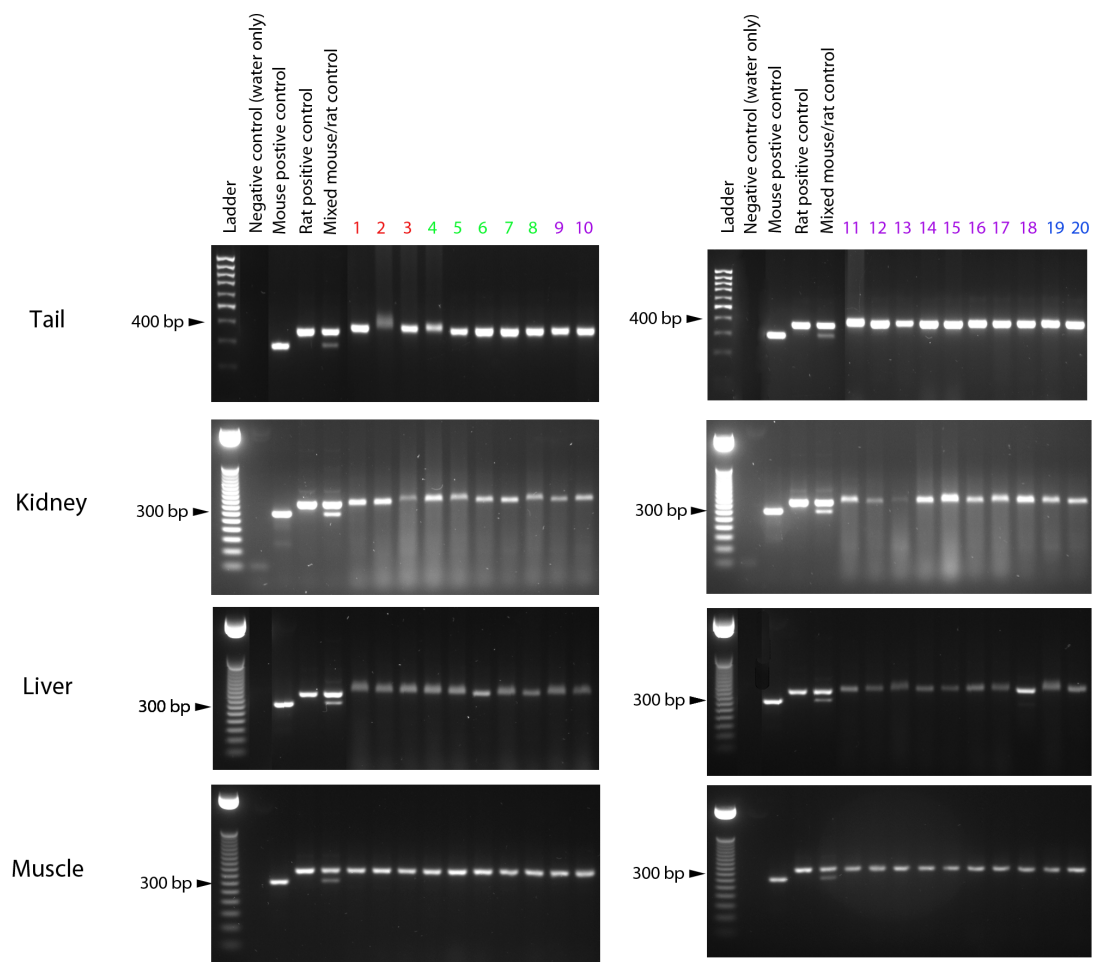 Ladder
Negative control (water only)
Mouse postive control
Rat positive control
Mixed mouse/rat control
1 2 3 4 5 6 7 8 9 10
Ladder
Negative control (water only)
Mouse positive control
Rat positive control
Mixed mouse/rat control
11 12 13 14 15 16 17 18 19 20
Tail
400 bp
400 bp
Kidney
300 bp
300 bp
Liver
300 bp
300 bp
Muscle
300 bp
300 bp